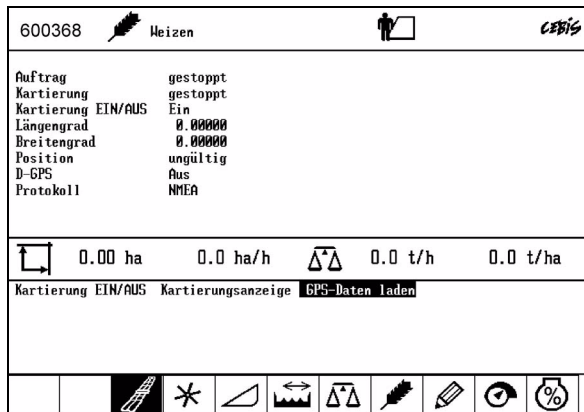 600368 Weizen CEBIS
Auftrag gestoppt
Kartierung gestoppt
Kartierung EIN/AUS Ein
Längengrad 0.00000
Breitengrad 0.00000
Position ungültig
D-GPS Aus
Protokoll NMEA
0.00 ha 0.0 ha/h 0.0 t/h 0.0 t/ha
Kartierung EIN/AUS Kartierungsanzeige GPS-Daten laden
%